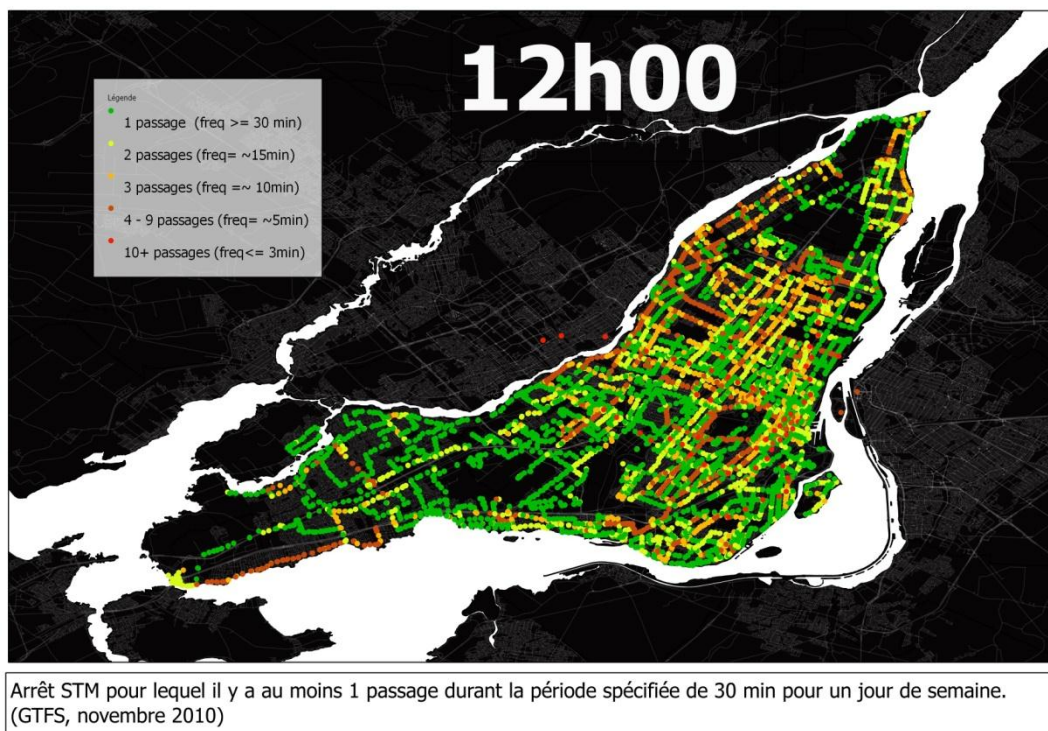 12h00
Légende
1 passage (freq >= 30 min)
2 passages (freq= ~15min)
3 passages (freq =~ 10min)
4 - 9 passages (freq= ~5min)
10+ passages (freq<= 3min)
Arrêt STM pour lequel il y a au moins 1 passage durant la période spécifiée de 30 min pour un jour de semaine.
(GTFS, novembre 2010)